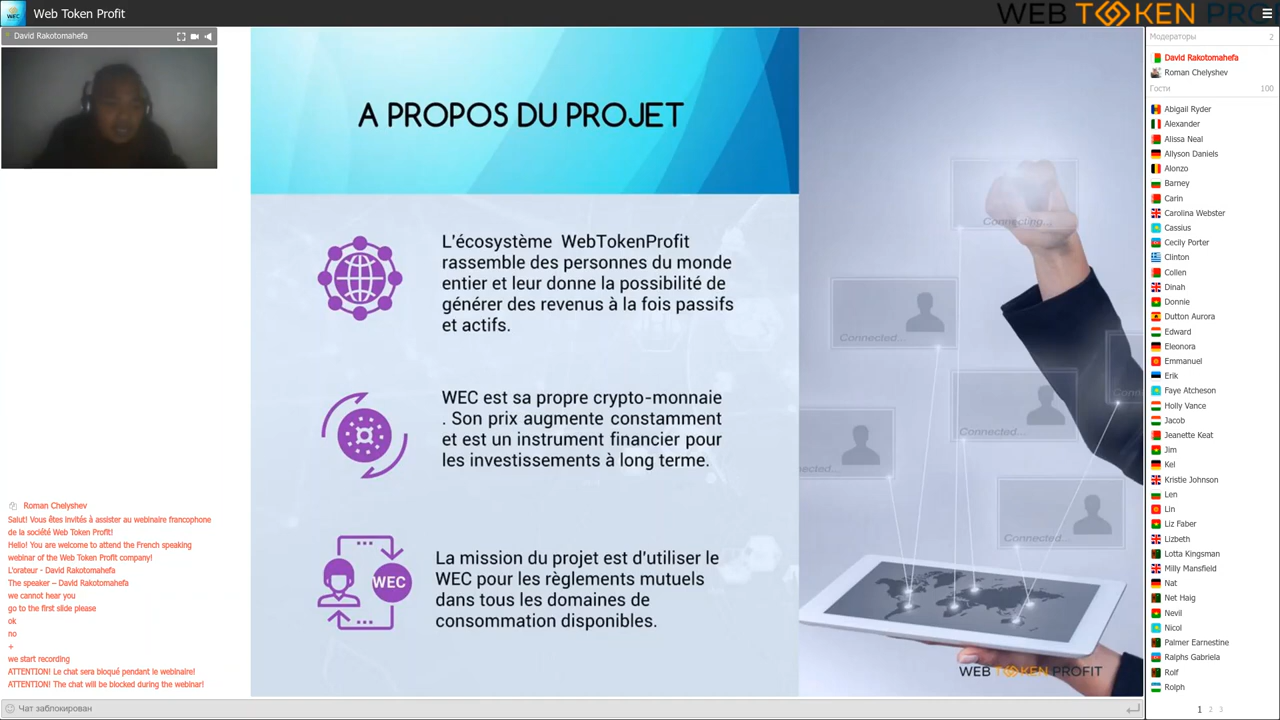 WEC
Web Token Profit
WEB TOKEN PRO
David Rakotomahefa
A PROPOS DU PROJET
L'écosystème WebTokenProfit
rassemble des personnes du monde
entier et leur donne la possibilité de
générer des revenus à la fois passifs
et actifs.
WEC est sa propre crypto-monnaie
. Son prix augmente constamment
et est un instrument financier pour
les investissements à long terme.
WEC
La mission du projet est d'utiliser le
WEC pour les règlements mutuels
dans tous les domaines de
consommation disponibles.
Connecting...
Connected...
Connected...
Connected...
WEB TOKEN PROFIT
Roman Chelyshev
Salut! Vous êtes invités à assister au webinaire francophone
de la société Web Token Profit!
Hello! You are welcome to attend the French speaking
webinar of the Web Token Profit company!
L'orateur - David Rakotomahefa
The speaker – David Rakotomahefa
we cannot hear you
go to the first slide please
ok
no
+
we start recording
ATTENTION! Le chat sera bloqué pendant le webinaire!
ATTENTION! The chat will be blocked during the webinar!
Чат заблокирован
Модераторы 2
David Rakotomahefa
Roman Chelyshev
Гости 100
Abigail Ryder
Alexander
Alissa Neal
Allyson Daniels
Alonzo
Barney
Carin
Carolina Webster
Cassius
Cecily Porter
Clinton
Collen
Dinah
Donnie
Dutton Aurora
Edward
Eleonora
Emmanuel
Erik
Faye Atcheson
Holly Vance
Jacob
Jeanette Keat
Jim
Kel
Kristie Johnson
Len
Lin
Liz Faber
Lizbeth
Lotta Kingsman
Milly Mansfield
Nat
Net Haig
Nevil
Nicol
Palmer Earnestine
Ralphs Gabriela
Rolf
Rolph
1 2 3